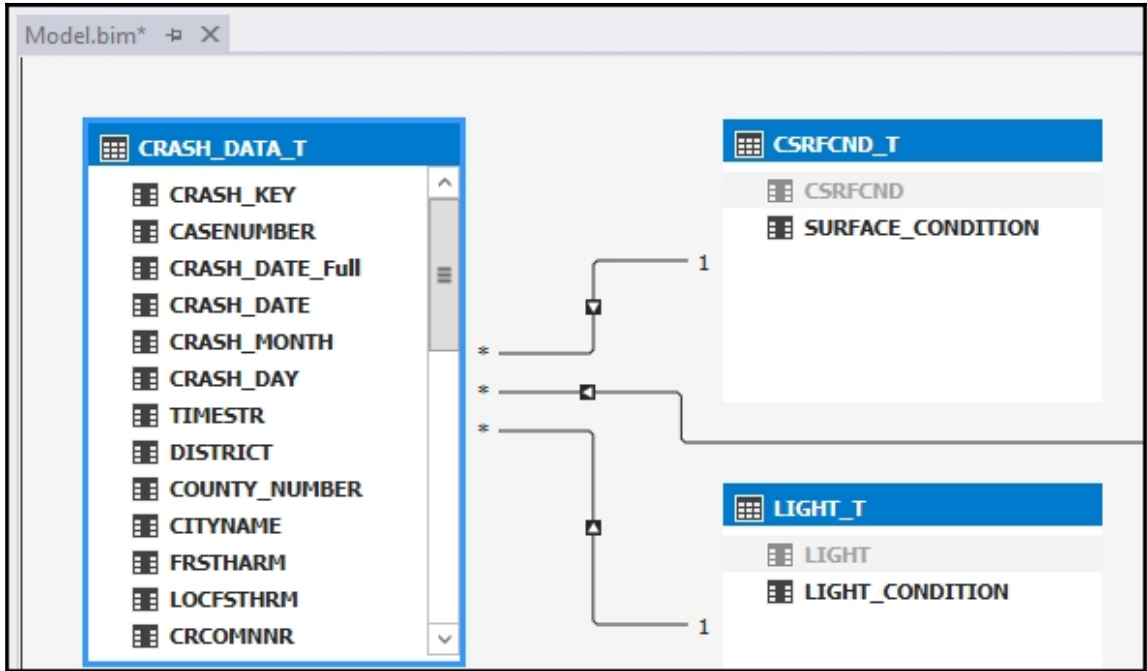 Model.bim*
CRASH_DATA_T
CRASH_KEY
CASENUMBER
CRASH_DATE_Full
CRASH_DATE
CRASH_MONTH
CRASH_DAY
TIMESTR
DISTRICT
COUNTY_NUMBER
CITYNAME
FRSTHARM
LOCFSTHRM
CRCOMNNR
*
*
*
CSRFCND_T
CSRFCND
SURFACE_CONDITION
1
LIGHT_T
LIGHT
LIGHT_CONDITION
1